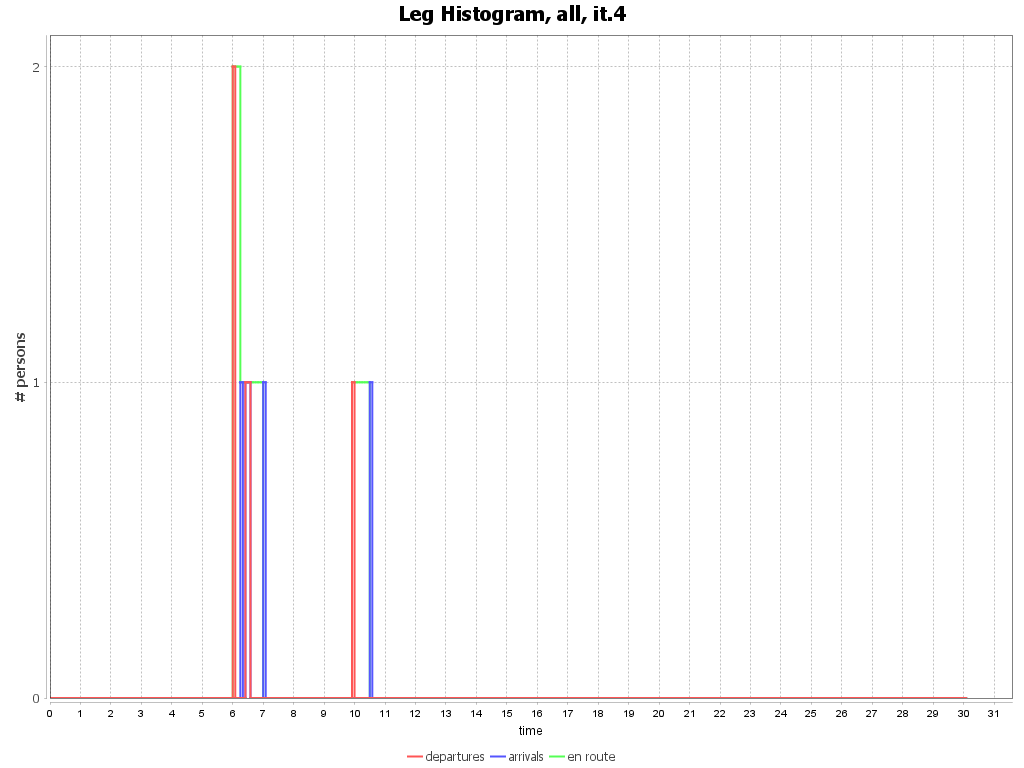 Leg Histogram, all, it.4
# persons
2
1
0
0 1 2 3 4 5 6 7 8 9 10 11 12 13 14 15 16 17 18 19 20 21 22 23 24 25 26 27 28 29 30 31
time
departures arrivals en route